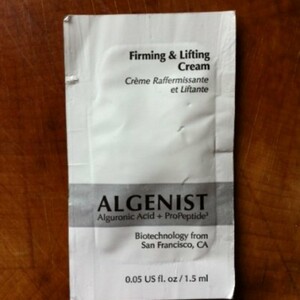 Firming & Lifting
Cream
Crème Raffermissante
et Liftante
ALGENIST
Alguronic Acid + ProPeptide³
Biotechnology from
San Francisco, CA
0.05 US fl. oz / 1.5 ml